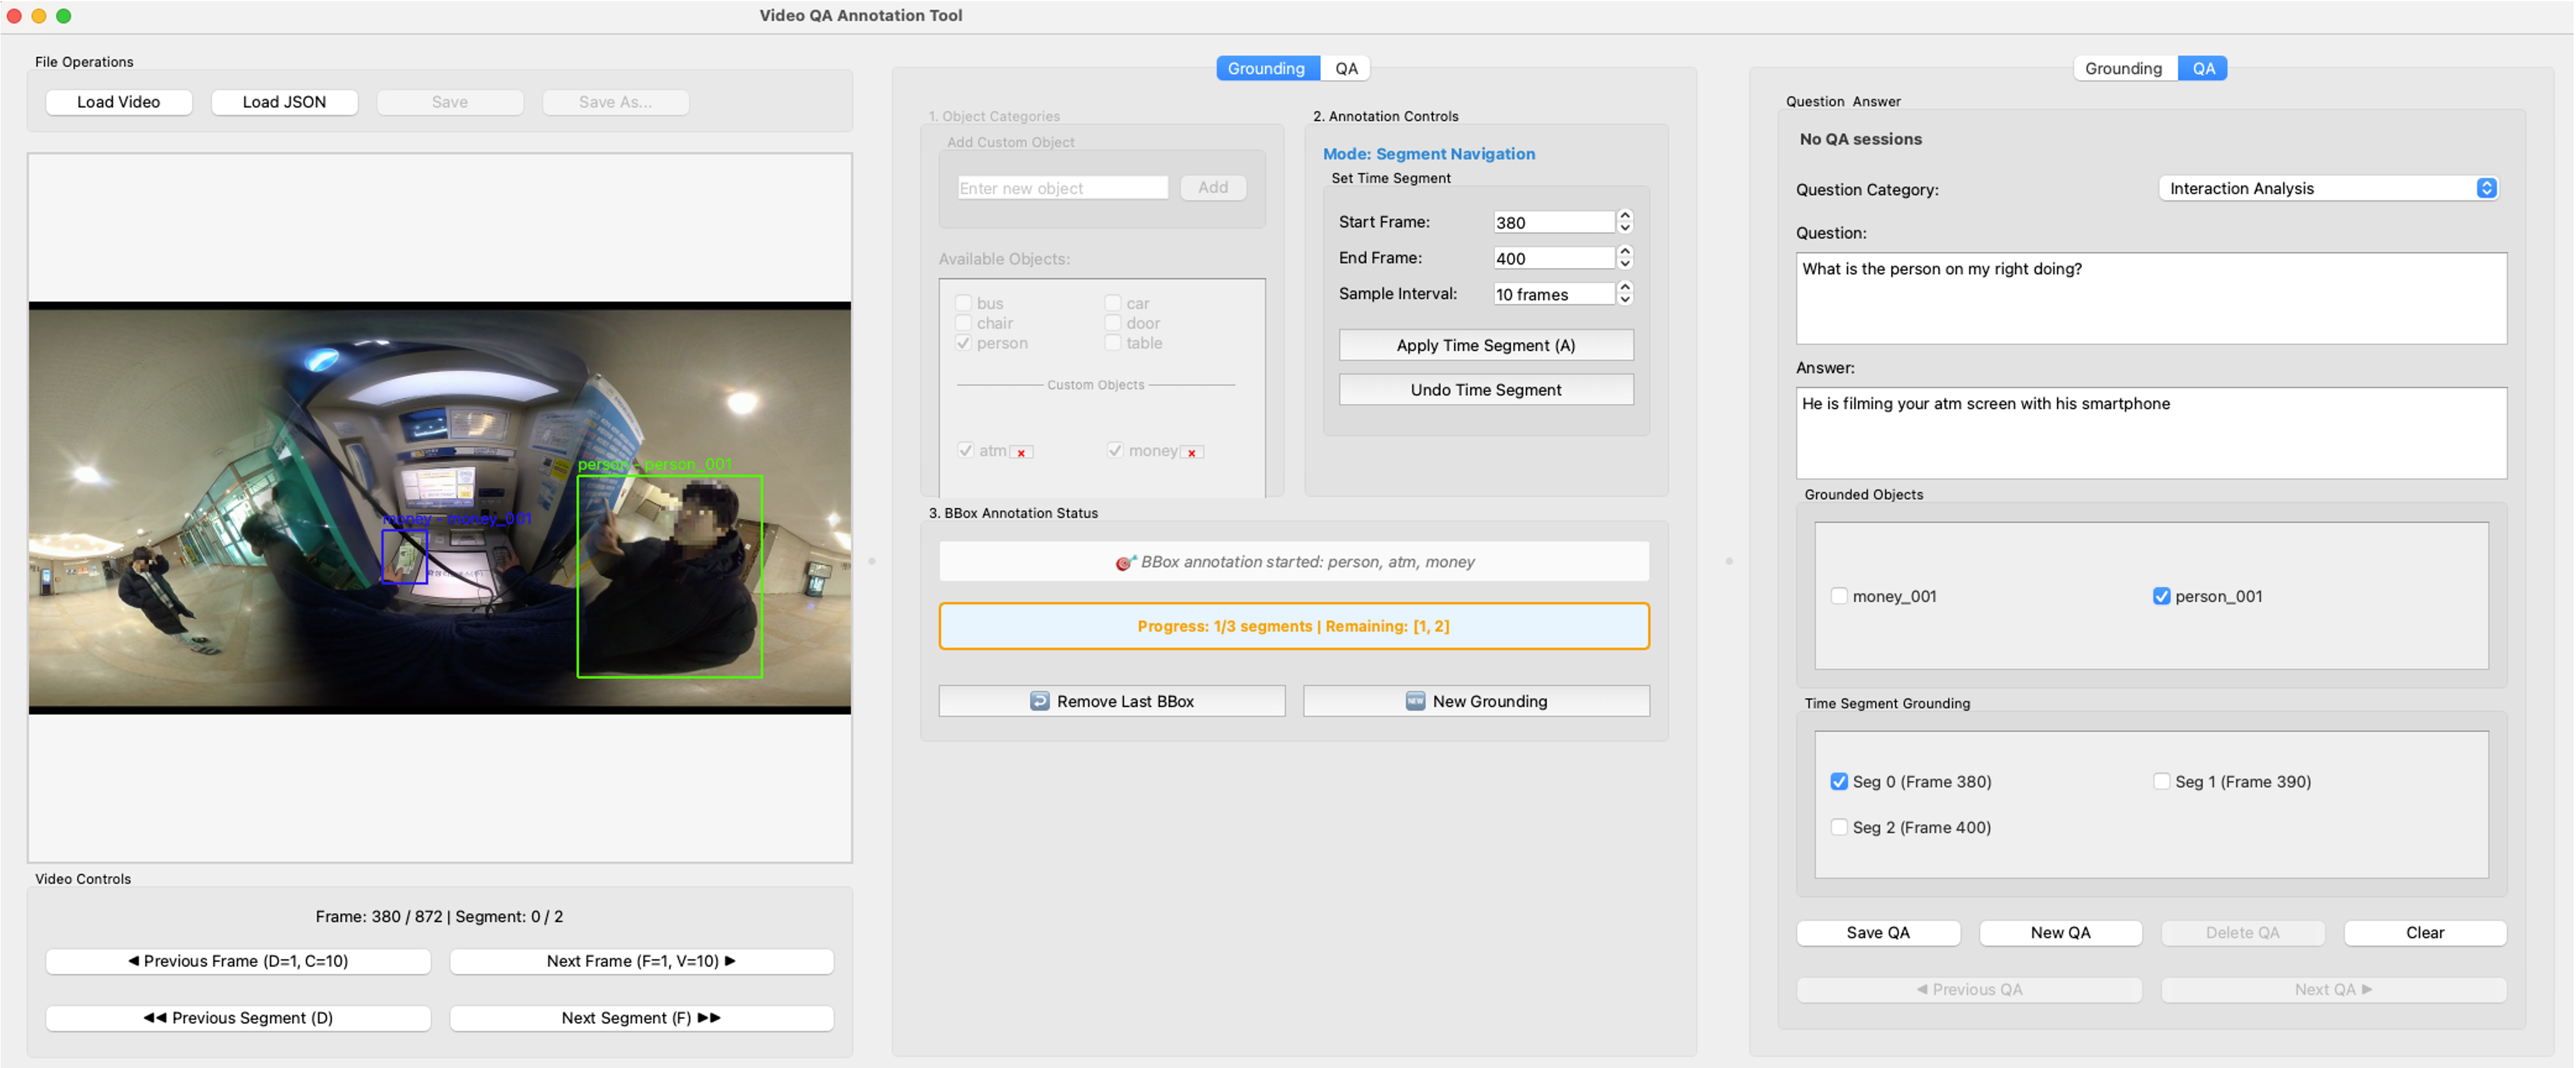 Video QA Annotation Tool
File Operations
Load Video
Load JSON
Save
Save As...
person - person_001
money - money_001
Video Controls
Frame: 380 / 872 | Segment: 0 / 2
◀ Previous Frame (D=1, C=10)
Next Frame (F=1, V=10) ▶
◀◀ Previous Segment (D)
Next Segment (F) ▶▶
Grounding
QA
1. Object Categories
Add Custom Object
Enter new object
Add
Available Objects:
bus
car
chair
door
person
table
Custom Objects
atm
money
2. Annotation Controls
Mode: Segment Navigation
Set Time Segment
Start Frame: 380
End Frame: 400
Sample Interval: 10 frames
Apply Time Segment (A)
Undo Time Segment
3. BBox Annotation Status
🎯 BBox annotation started: person, atm, money
Progress: 1/3 segments | Remaining: [1, 2]
Remove Last BBox
NEW New Grounding
Grounding
QA
Question Answer
No QA sessions
Question Category:
Interaction Analysis
Question:
What is the person on my right doing?
Answer:
He is filming your atm screen with his smartphone
Grounded Objects
money_001
person_001
Time Segment Grounding
Seg 0 (Frame 380)
Seg 1 (Frame 390)
Seg 2 (Frame 400)
Save QA
New QA
Delete QA
Clear
◀ Previous QA
Next QA ▶